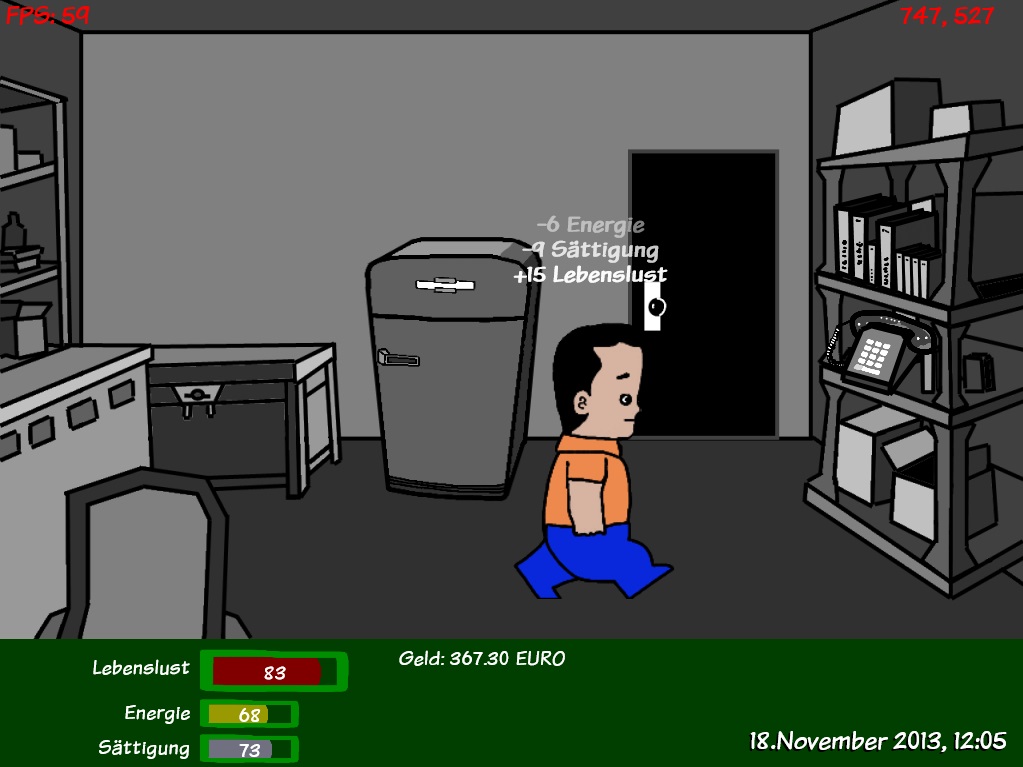 FPS: 59
747, 527
-6 Energie
-9 Sättigung
+15 Lebenslust
Lebenslust 83
Geld: 367.30 EURO
Energie 68
Sättigung 73
18.November 2013, 12:05